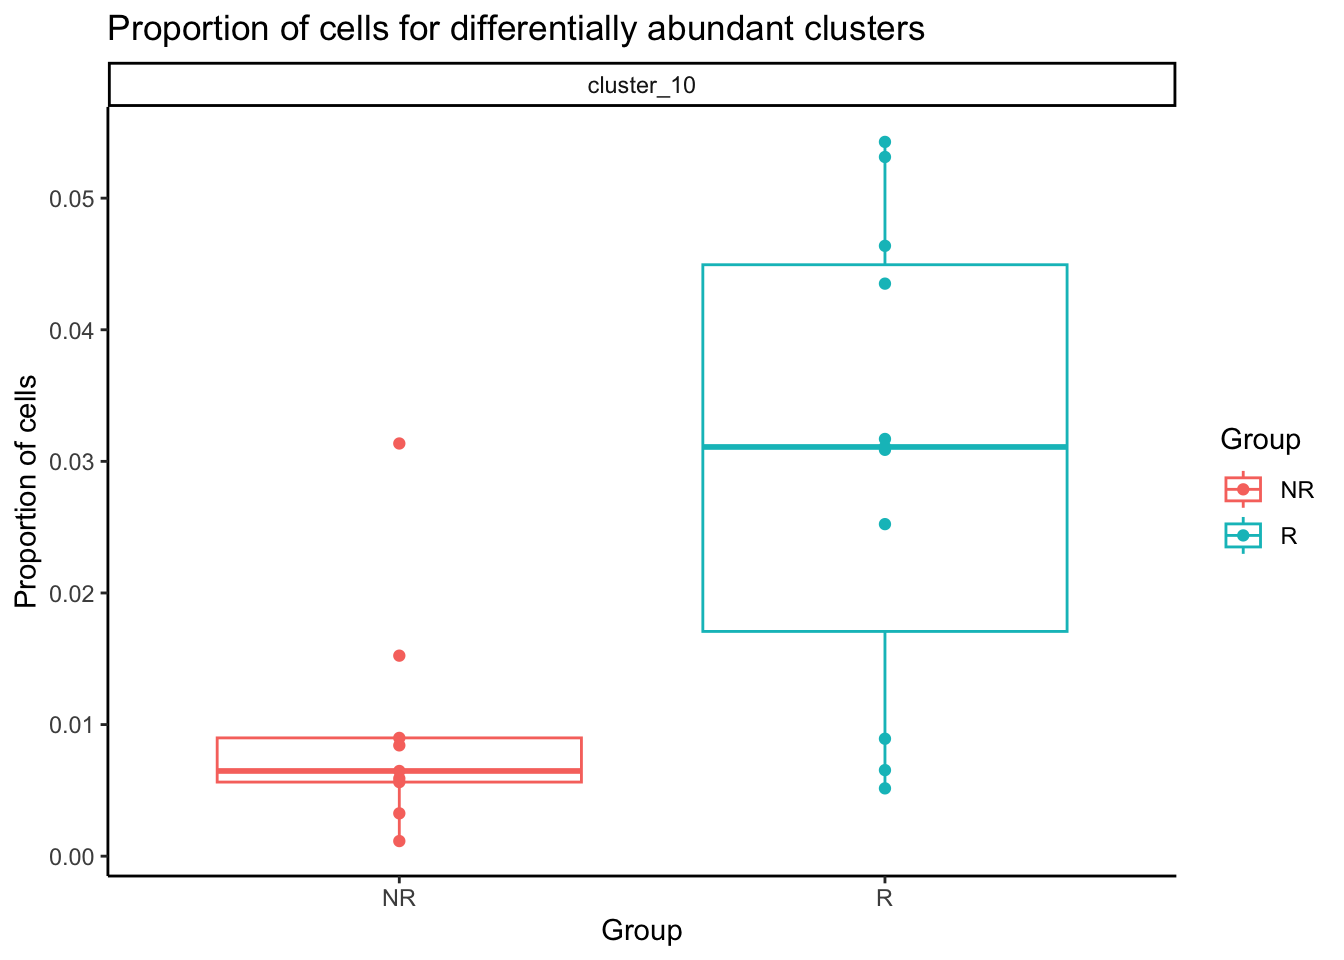 Proportion of cells for differentially abundant clusters
cluster_10
Proportion of cells
0.05
0.04
0.03
0.02
0.01
0.00
NR
R
Group
Group
NR
R